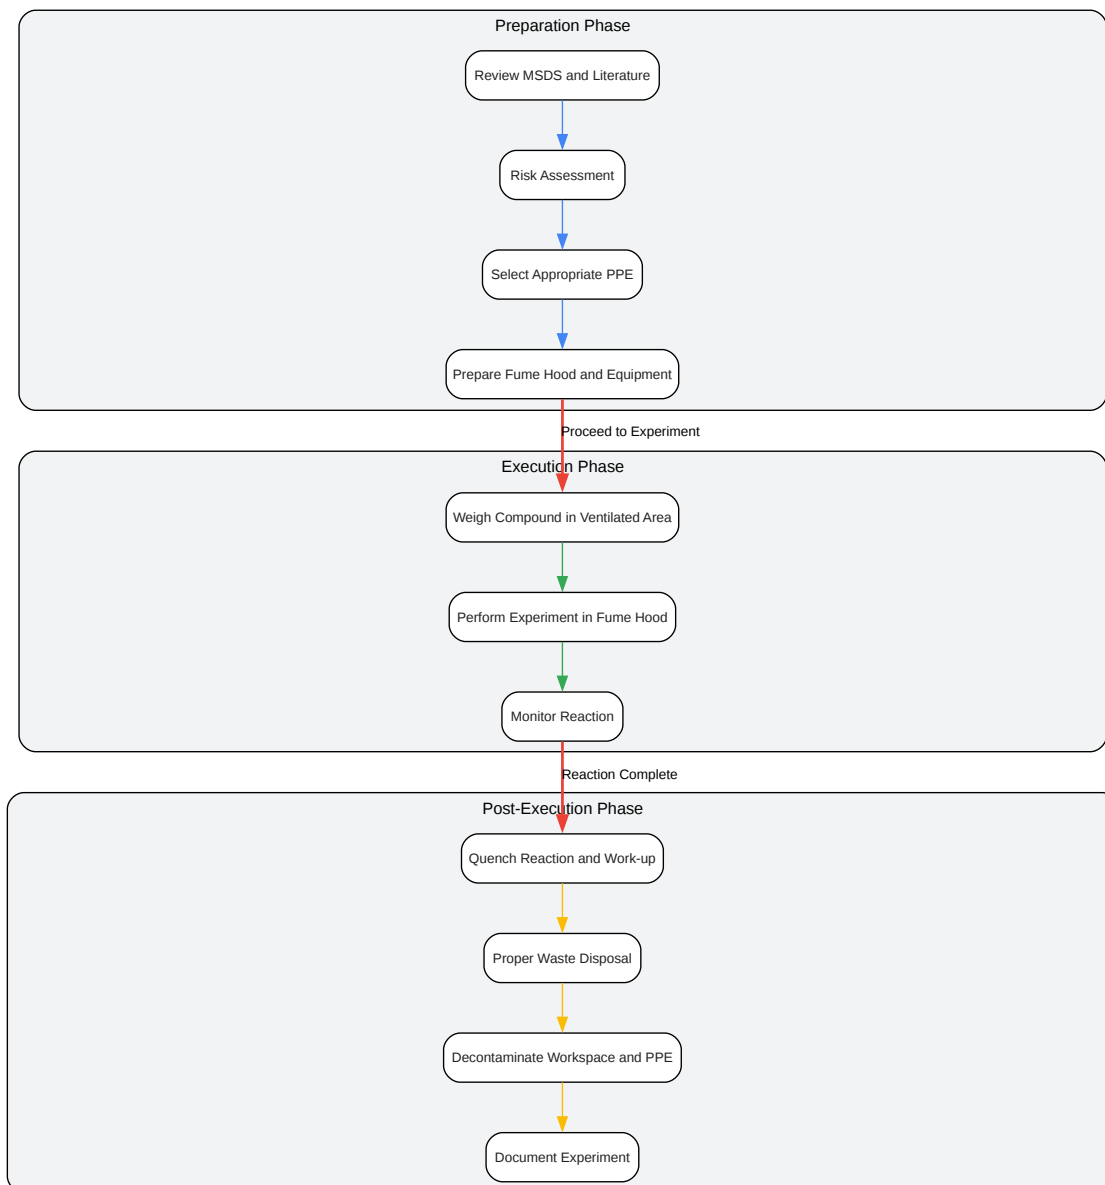 Preparation Phase
Review MSDS and Literature
Risk Assessment
Select Appropriate PPE
Prepare Fume Hood and Equipment
Proceed to Experiment
Execution Phase
Weigh Compound in Ventilated Area
Perform Experiment in Fume Hood
Monitor Reaction
Reaction Complete
Post-Execution Phase
Quench Reaction and Work-up
Proper Waste Disposal
Decontaminate Workspace and PPE
Document Experiment